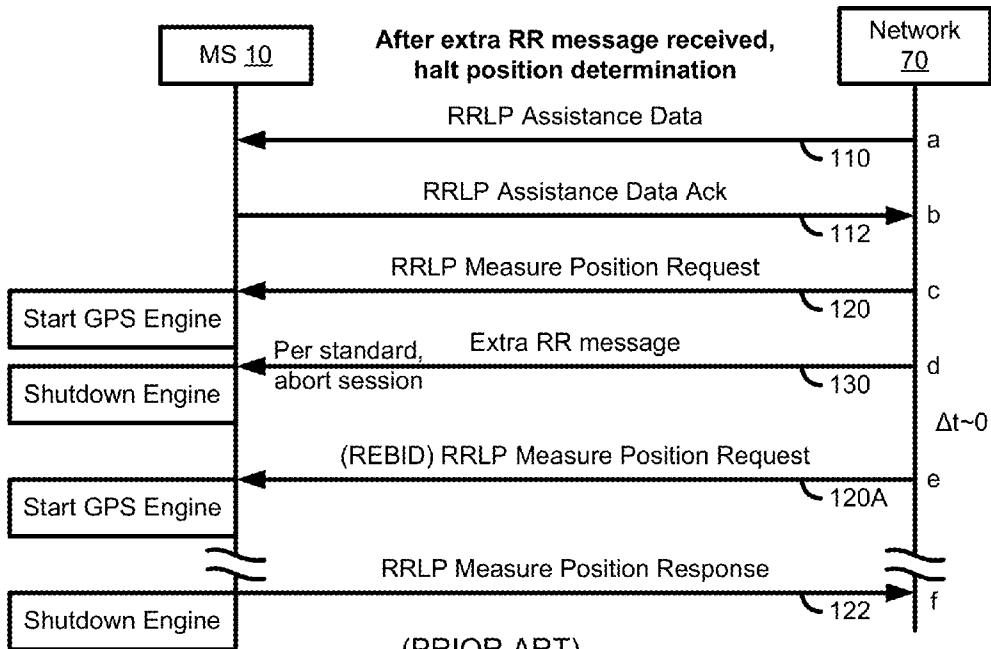 MS 10
After extra RR message received,
halt position determination
Network
70
RRLP Assistance Data
a
110
RRLP Assistance Data Ack
b
112
RRLP Measure Position Request
c
120
Start GPS Engine
Per standard,
abort session
Extra RR message
d
130
Shutdown Engine
Δt~0
(REBID) RRLP Measure Position Request
e
120A
Start GPS Engine
RRLP Measure Position Response
f
122
Shutdown Engine
(PRIOR ART)